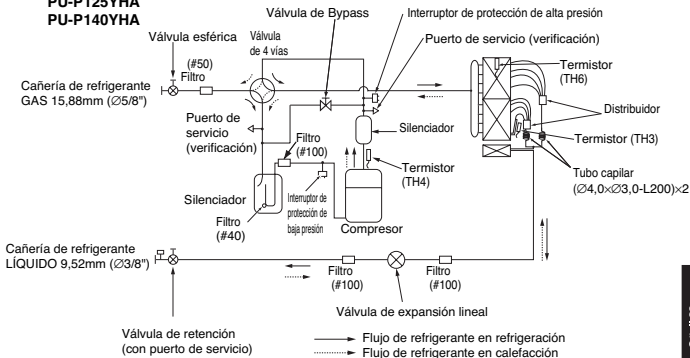 PU-P125YHA
PU-P140YHA
Válvula de Bypass
Interruptor de protección de alta presión
Válvula esférica
Válvula
de 4 vías
Puerto de servicio (verificación)
(#50)
Filtro
Termistor
(TH6)
Cañería de refrigerante
GAS 15,88mm (∅5/8")
Distribuidor
Puerto de
servicio
(verificación)
Silenciador
Filtro
(#100)
Termistor (TH3)
Termistor
(TH4)
Tubo capilar
(∅4,0×∅3,0-L200)×2
Silenciador
Interruptor de
protección de
baja presión
Filtro
(#40)
Compresor
Cañería de refrigerante
LÍQUIDO 9,52mm (∅3/8")
Filtro
(#100)
Filtro
(#100)
Válvula de expansión lineal
Válvula de retención
(con puerto de servicio)
Flujo de refrigerante en refrigeración
Flujo de refrigerante en calefacción